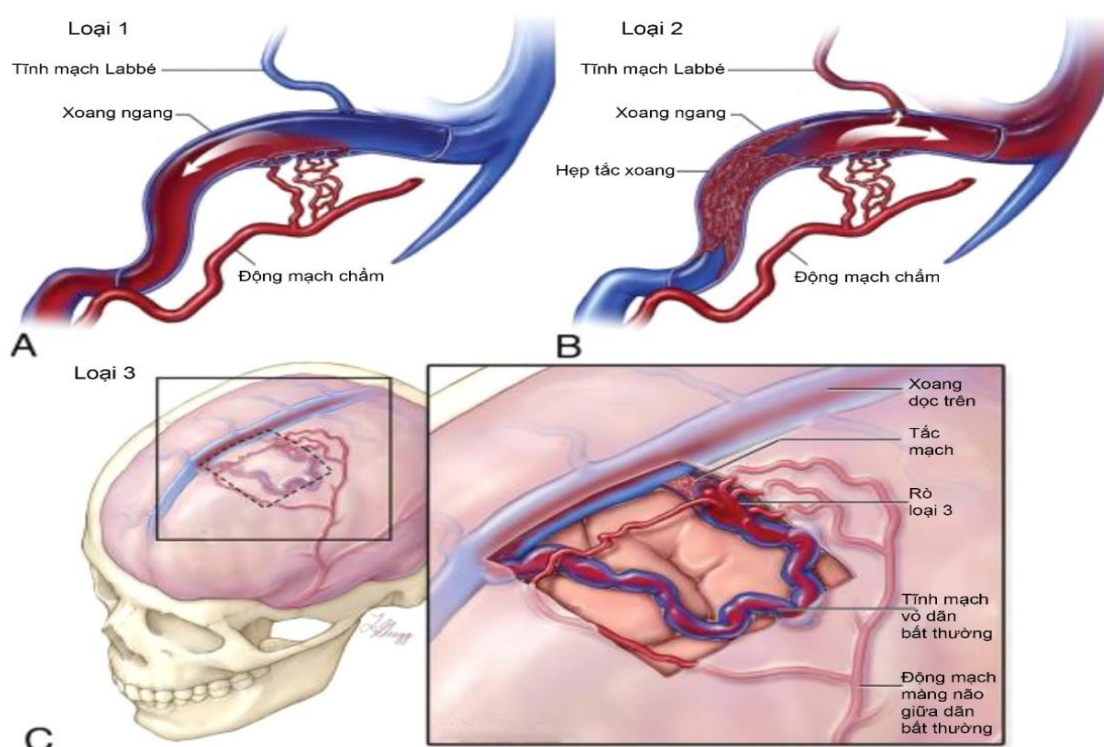 Loại 1
Tĩnh mạch Labbé
Xoang ngang
Động mạch chẩm
A
Loại 2
Tĩnh mạch Labbé
Xoang ngang
Hẹp tắc xoang
Động mạch chẩm
B
Loại 3
Xoang
dọc trên
Tắc
mạch
Rò
loại 3
Tĩnh mạch
vỏ dãn
bất thường
Động mạch
màng não
giữa dãn
bất thường
C